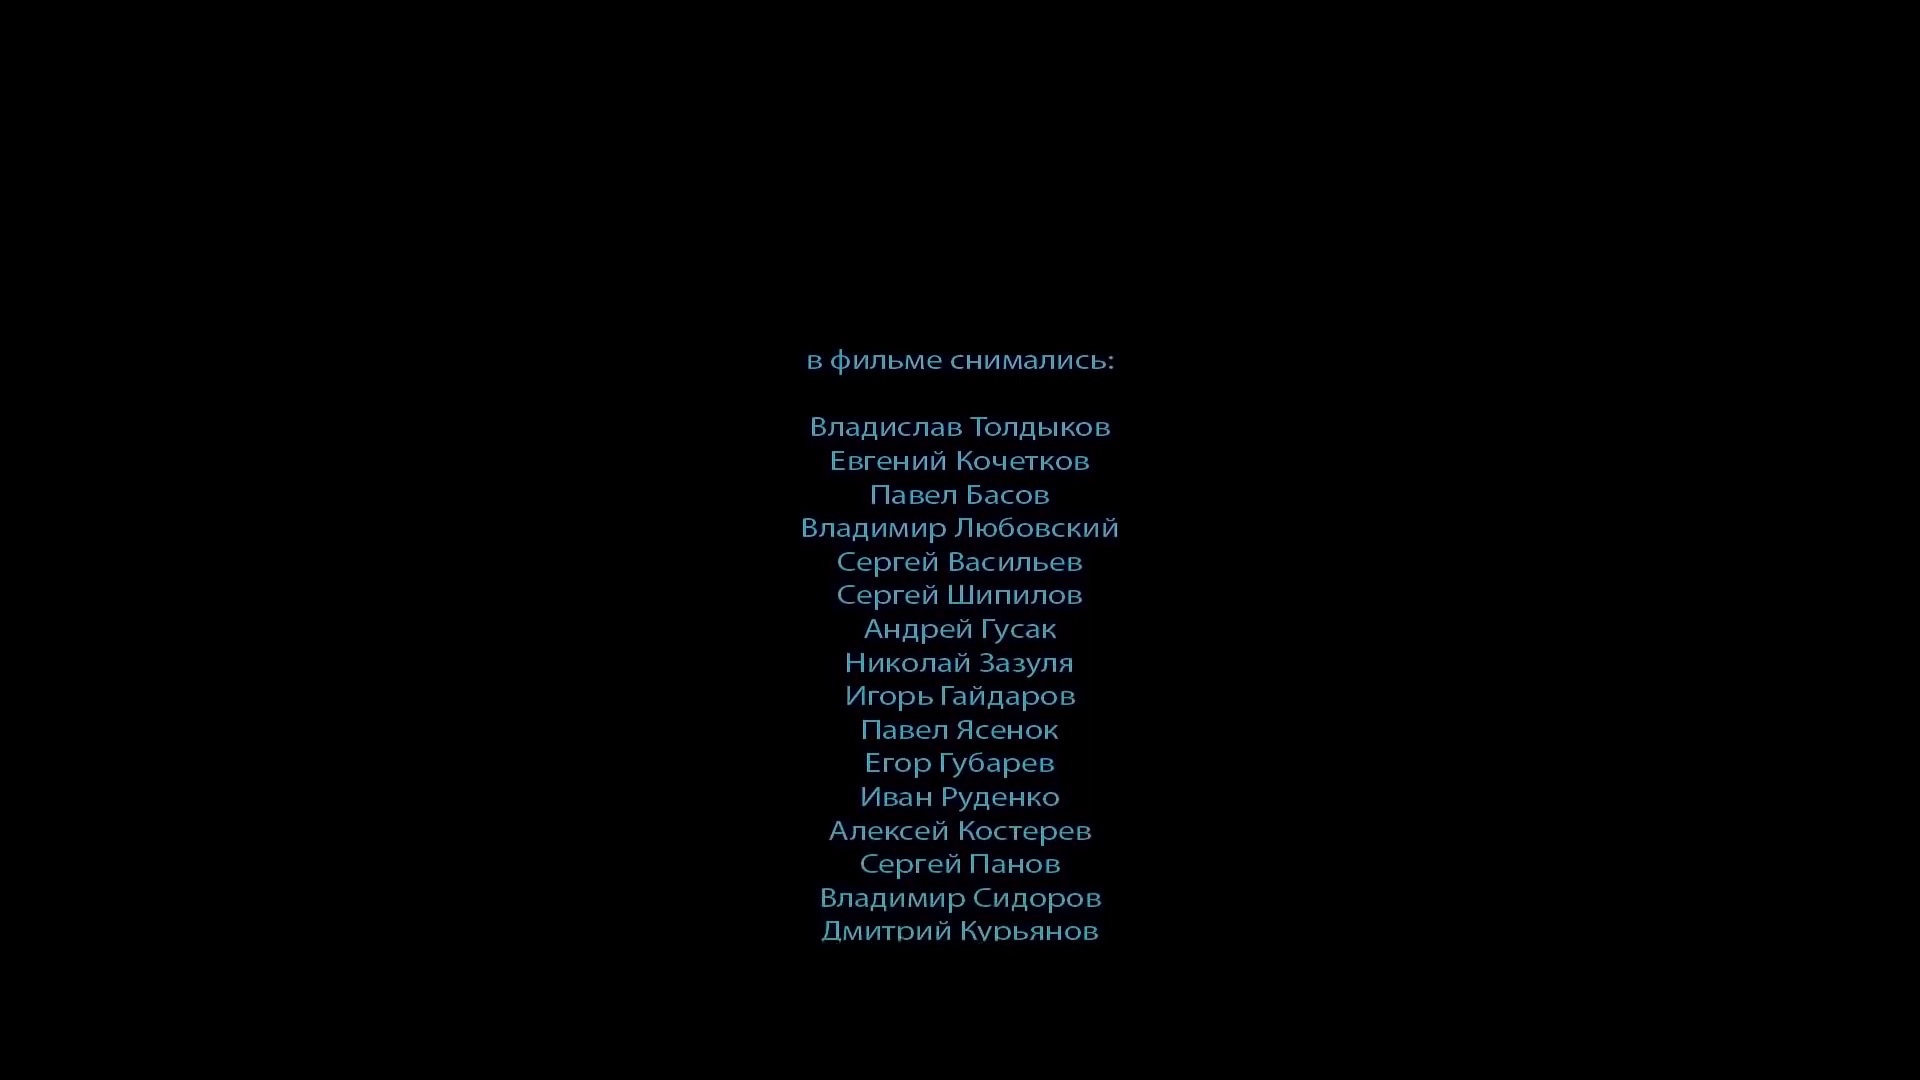 в фильме снимались:
Владислав Толдыков
Евгений Кочетков
Павел Басов
Владимир Любовский
Сергей Васильев
Сергей Шипилов
Андрей Гусак
Николай Зазуля
Игорь Гайдаров
Павел Ясенок
Егор Губарев
Иван Руденко
Алексей Костерев
Сергей Панов
Владимир Сидоров
Дмитрий Курьянов